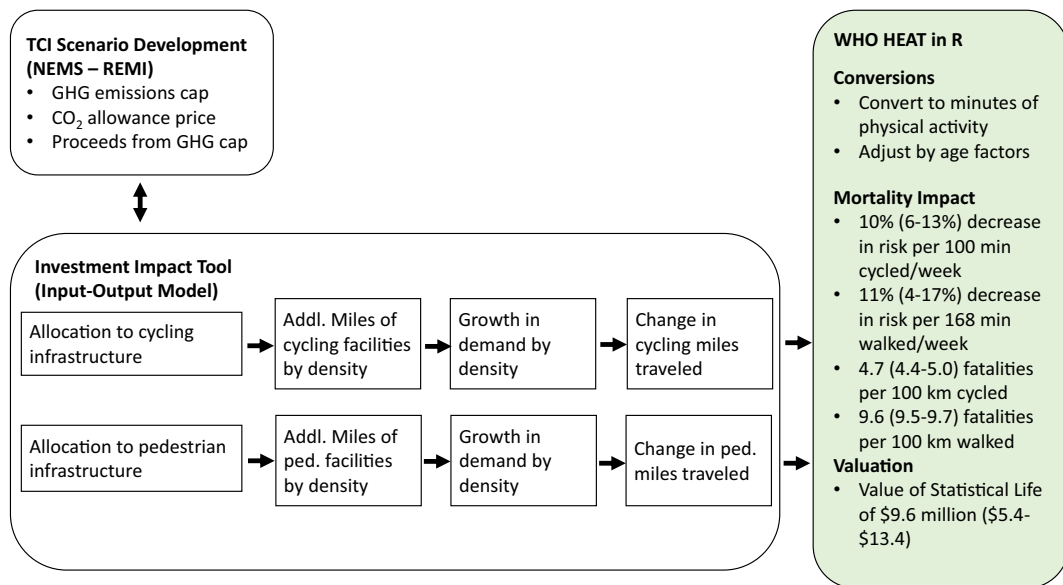 TCI Scenario Development
(NEMS – REMI)
• GHG emissions cap
• CO₂ allowance price
• Proceeds from GHG cap
Investment Impact Tool
(Input-Output Model)
Allocation to cycling
infrastructure
Addl. Miles of
cycling facilities
by density
Growth in
demand by
density
Change in
cycling miles
traveled
Allocation to pedestrian
infrastructure
Addl. Miles of
ped. facilities
by density
Growth in
demand by
density
Change in ped.
miles traveled
WHO HEAT in R
Conversions
• Convert to minutes of
physical activity
• Adjust by age factors
Mortality Impact
• 10% (6-13%) decrease
in risk per 100 min
cycled/week
• 11% (4-17%) decrease
in risk per 168 min
walked/week
• 4.7 (4.4-5.0) fatalities
per 100 km cycled
• 9.6 (9.5-9.7) fatalities
per 100 km walked
Valuation
• Value of Statistical Life
of $9.6 million ($5.4-
$13.4)